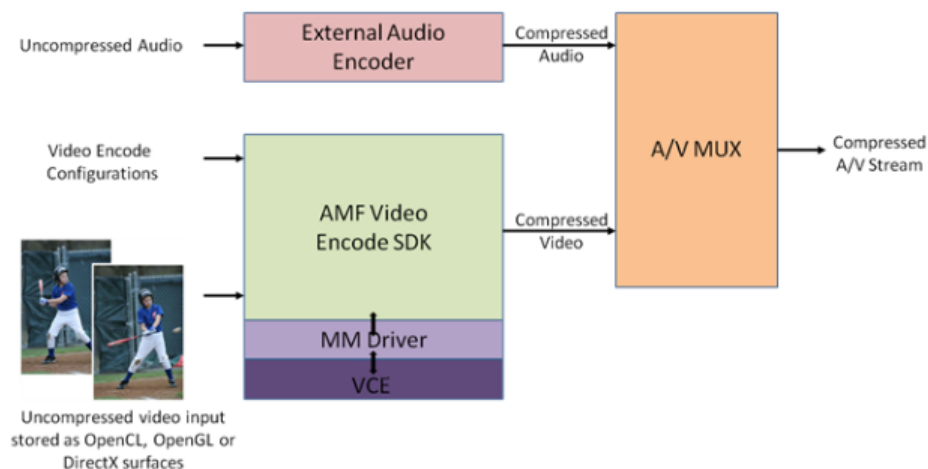 Uncompressed Audio
External Audio
Encoder
Compressed
Audio
Video Encode
Configurations
AMF Video
Encode SDK
Compressed
Video
A/V MUX
Compressed
A/V Stream
MM Driver
VCE
Uncompressed video input
stored as OpenCL, OpenGL or
DirectX surfaces